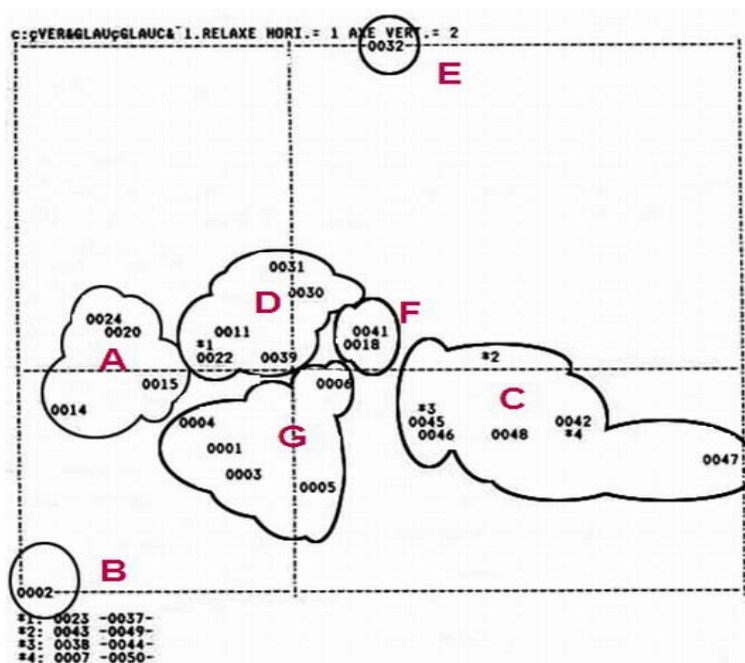 c:çVER&GLAUçGLAUC&~1.RELAXE HORI.= 1 AXE VERT.= 2
0032
E
0031
D
0030
F
0024
0020
0011
0041
*1
0018
A
0022
0039
*2
0015
0006
C
0014
*3
0004
0045
0042
G
0046
0048
*4
0001
0003
0047
0005
B
0002
*1: 0023 -0037-
*2: 0043 -0049-
*3: 0038 -0044-
*4: 0007 -0050-